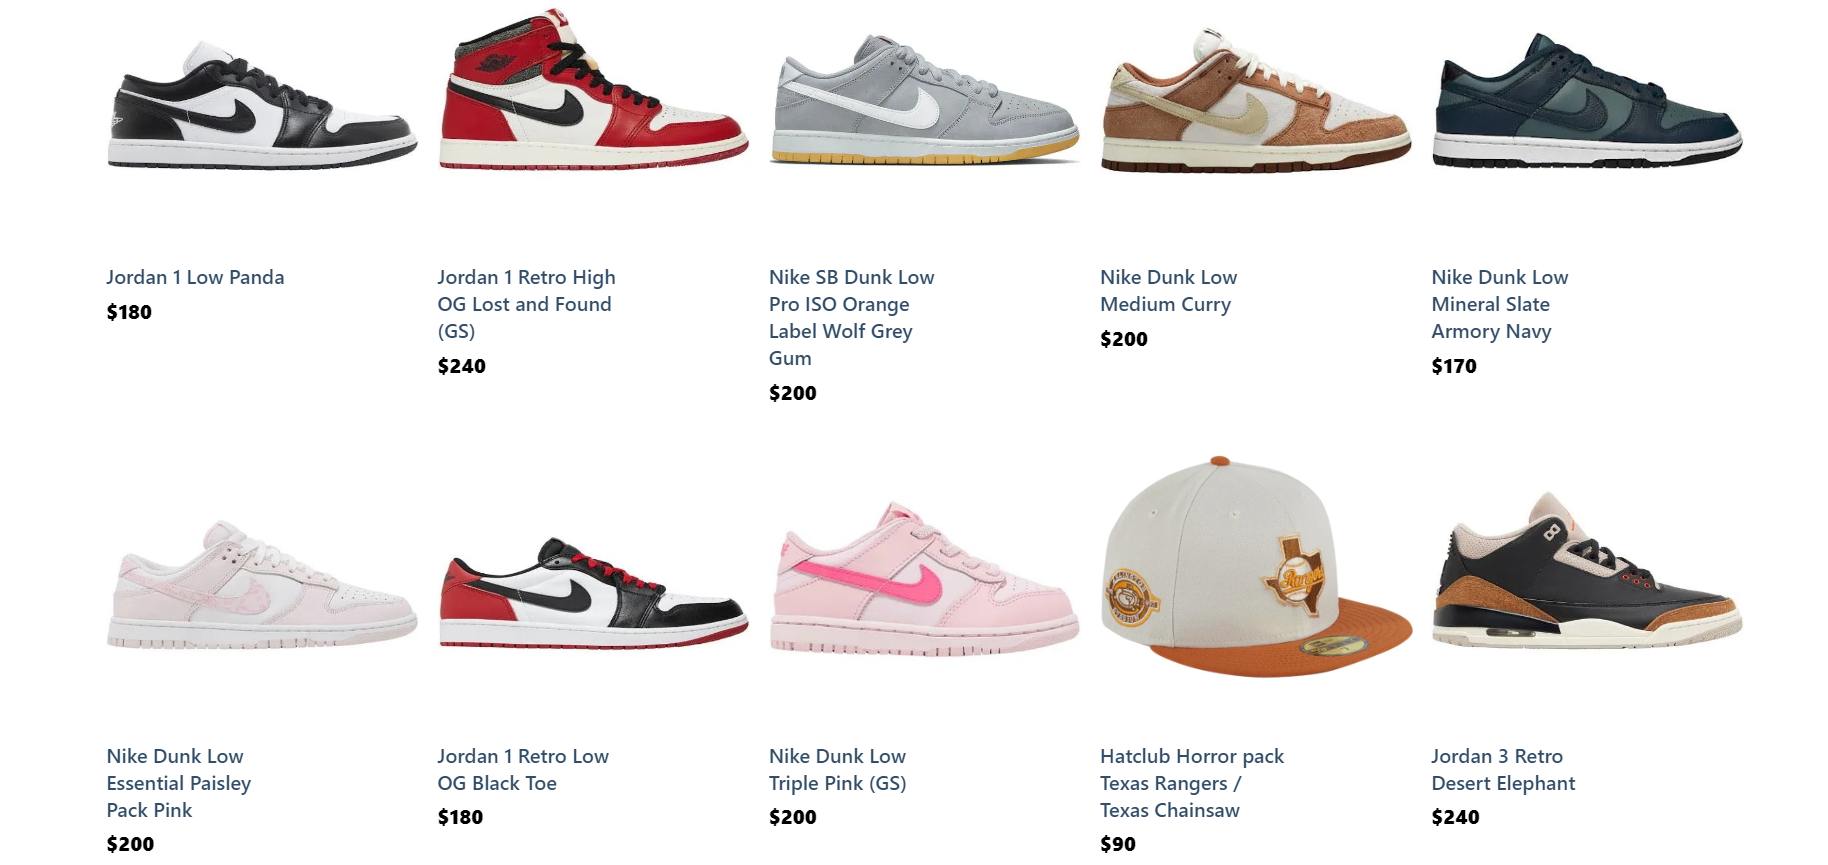 Jordan 1 Low Panda
$180
Jordan 1 Retro High
OG Lost and Found
(GS)
$240
Nike SB Dunk Low
Pro ISO Orange
Label Wolf Grey
Gum
$200
Nike Dunk Low
Medium Curry
$200
Nike Dunk Low
Mineral Slate
Armory Navy
$170
Nike Dunk Low
Essential Paisley
Pack Pink
$200
Jordan 1 Retro Low
OG Black Toe
$180
Nike Dunk Low
Triple Pink (GS)
$200
Rangers
Hatclub Horror pack
Texas Rangers /
Texas Chainsaw
$90
Jordan 3 Retro
Desert Elephant
$240